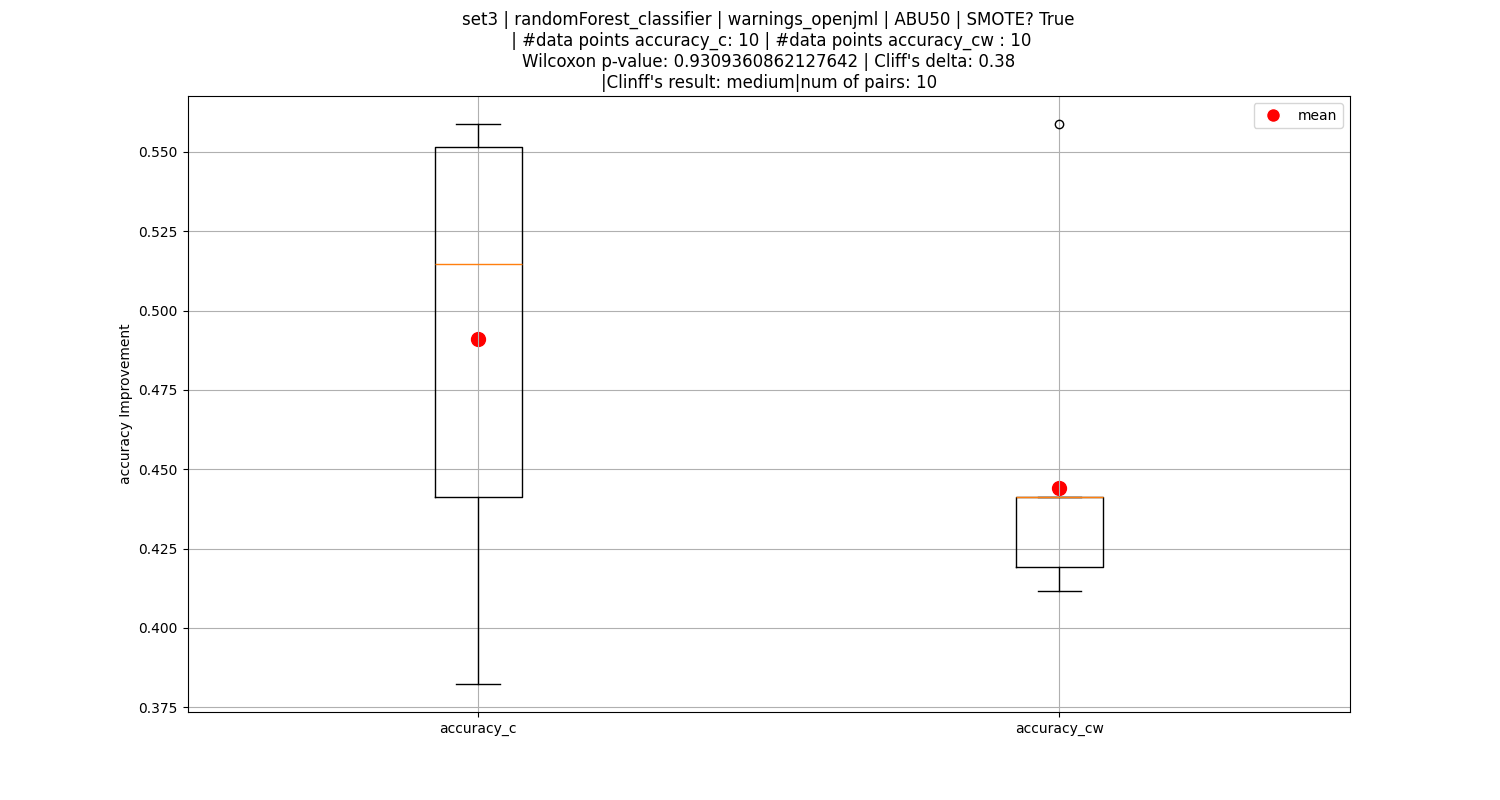 set3 | randomForest_classifier | warnings_openjml | ABU50 | SMOTE? True
| #data points accuracy_c: 10 | #data points accuracy_cw : 10
Wilcoxon p-value: 0.9309360862127642 | Cliff's delta: 0.38
|Clinff's result: medium|num of pairs: 10
mean
0.550
0.525
0.500
0.475
0.450
0.425
0.400
0.375
accuracy Improvement
accuracy_c
accuracy_cw